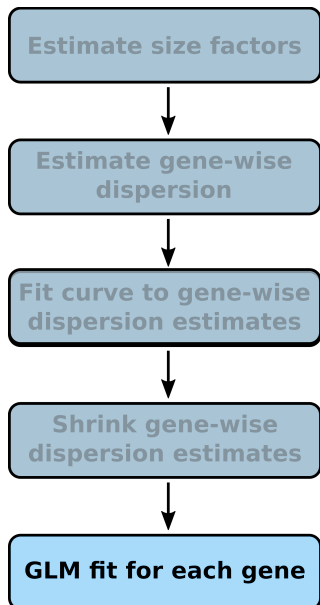 Estimate size factors
Estimate gene-wise
dispersion
Fit curve to gene-wise
dispersion estimates
Shrink gene-wise
dispersion estimates
GLM fit for each gene